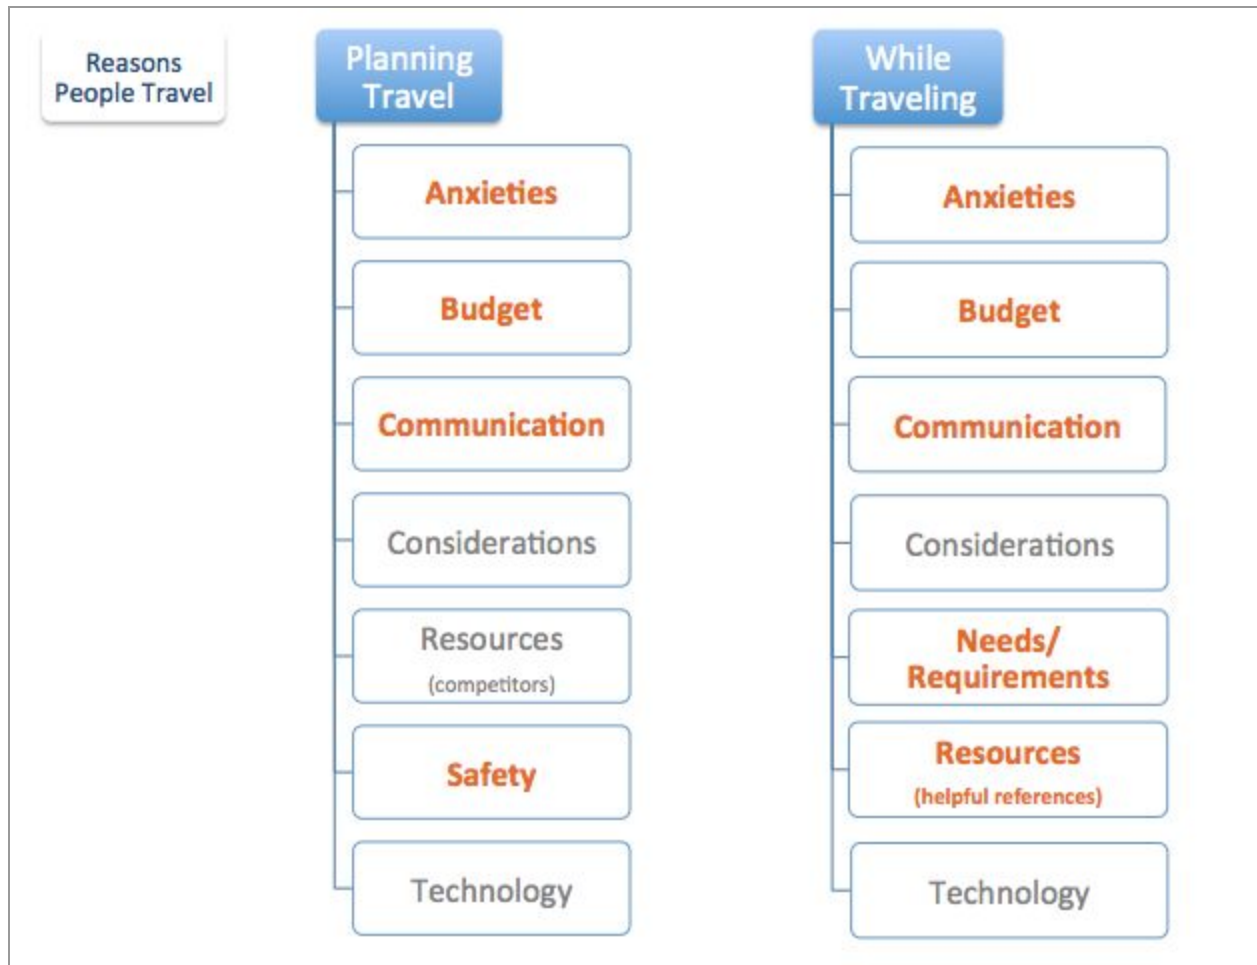 Reasons
People Travel
Planning
Travel
Anxieties
Budget
Communication
Considerations
Resources
(competitors)
Safety
Technology
While
Traveling
Anxieties
Budget
Communication
Considerations
Needs/
Requirements
Resources
(helpful references)
Technology